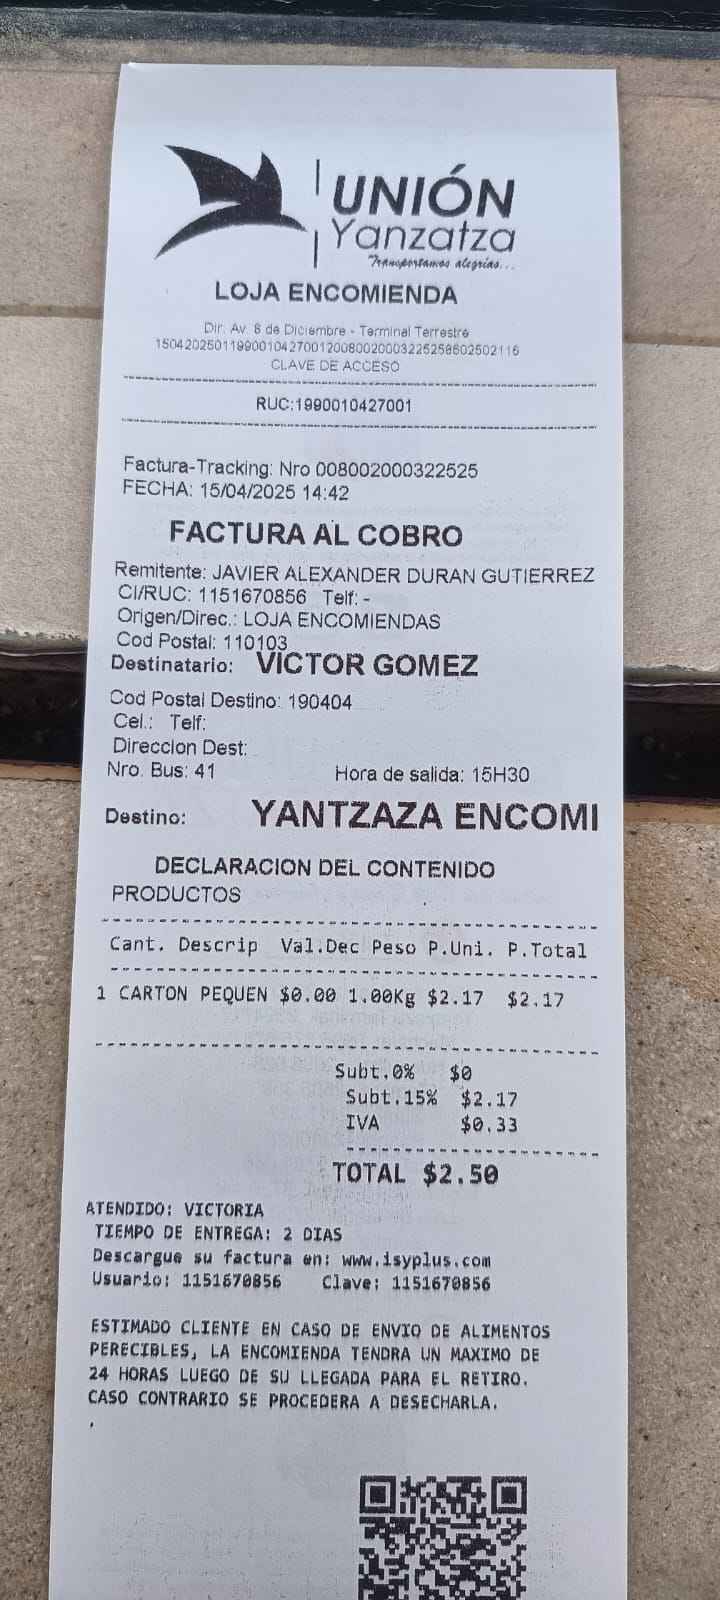 UNIÓN
Yanzatza
"Transportamos alegrías...
LOJA ENCOMIENDA
Dir: Av. 8 de Diciembre - Terminal Terrestre
1504202501199001042700120080020003225258602502116
CLAVE DE ACCESO
RUC:1990010427001
Factura-Tracking: Nro 008002000322525
FECHA: 15/04/2025 14:42
FACTURA AL COBRO
Remitente: JAVIER ALEXANDER DURAN GUTIERREZ
CI/RUC: 1151670856 Telf: -
Origen/Direc.: LOJA ENCOMIENDAS
Cod Postal: 110103
Destinatario: VICTOR GOMEZ
Cod Postal Destino: 190404
Cel.: Telf:
Direccion Dest:
Nro. Bus: 41 Hora de salida: 15H30
Destino: YANTZAZA ENCOMI
DECLARACION DEL CONTENIDO
PRODUCTOS
Cant. Descrip Val.Dec Peso P.Uni. P.Total
1 CARTON PEQUEN $0.00 1.00Kg $2.17 $2.17
Subt.0% $0
Subt.15% $2.17
IVA $0.33
TOTAL $2.50
ATENDIDO: VICTORIA
TIEMPO DE ENTREGA: 2 DIAS
Descargue su factura en: www.isyplus.com
Usuario: 1151670856 Clave: 1151670856
ESTIMADO CLIENTE EN CASO DE ENVIO DE ALIMENTOS
PERECIBLES, LA ENCOMIENDA TENDRA UN MAXIMO DE
24 HORAS LUEGO DE SU LLEGADA PARA EL RETIRO.
CASO CONTRARIO SE PROCEDERA A DESECHARLA.
.